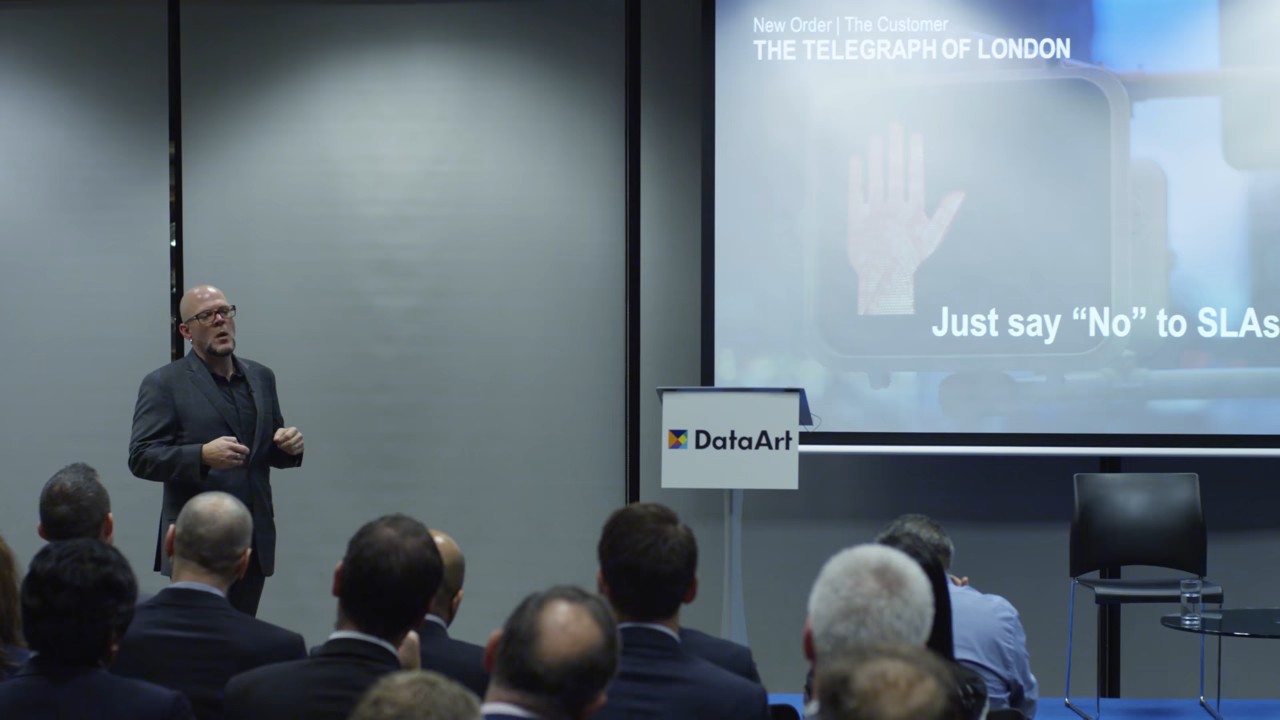 New Order | The Customer
THE TELEGRAPH OF LONDON
Just say “No” to SLAs
DataArt